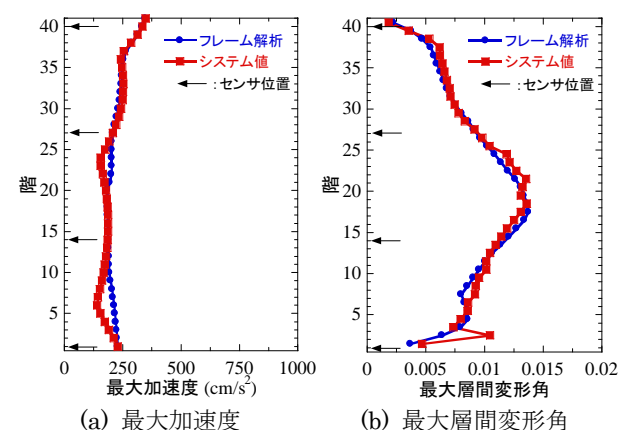 40
35
30
25
20
15
10
5
階
フレーム解析
システム値
: センサ位置
0 250 500 750 1000
最大加速度 (cm/s²)
(a) 最大加速度
40
35
30
25
20
15
10
5
階
フレーム解析
システム値
: センサ位置
0 0.005 0.01 0.015 0.02
最大層間変形角
(b) 最大層間変形角